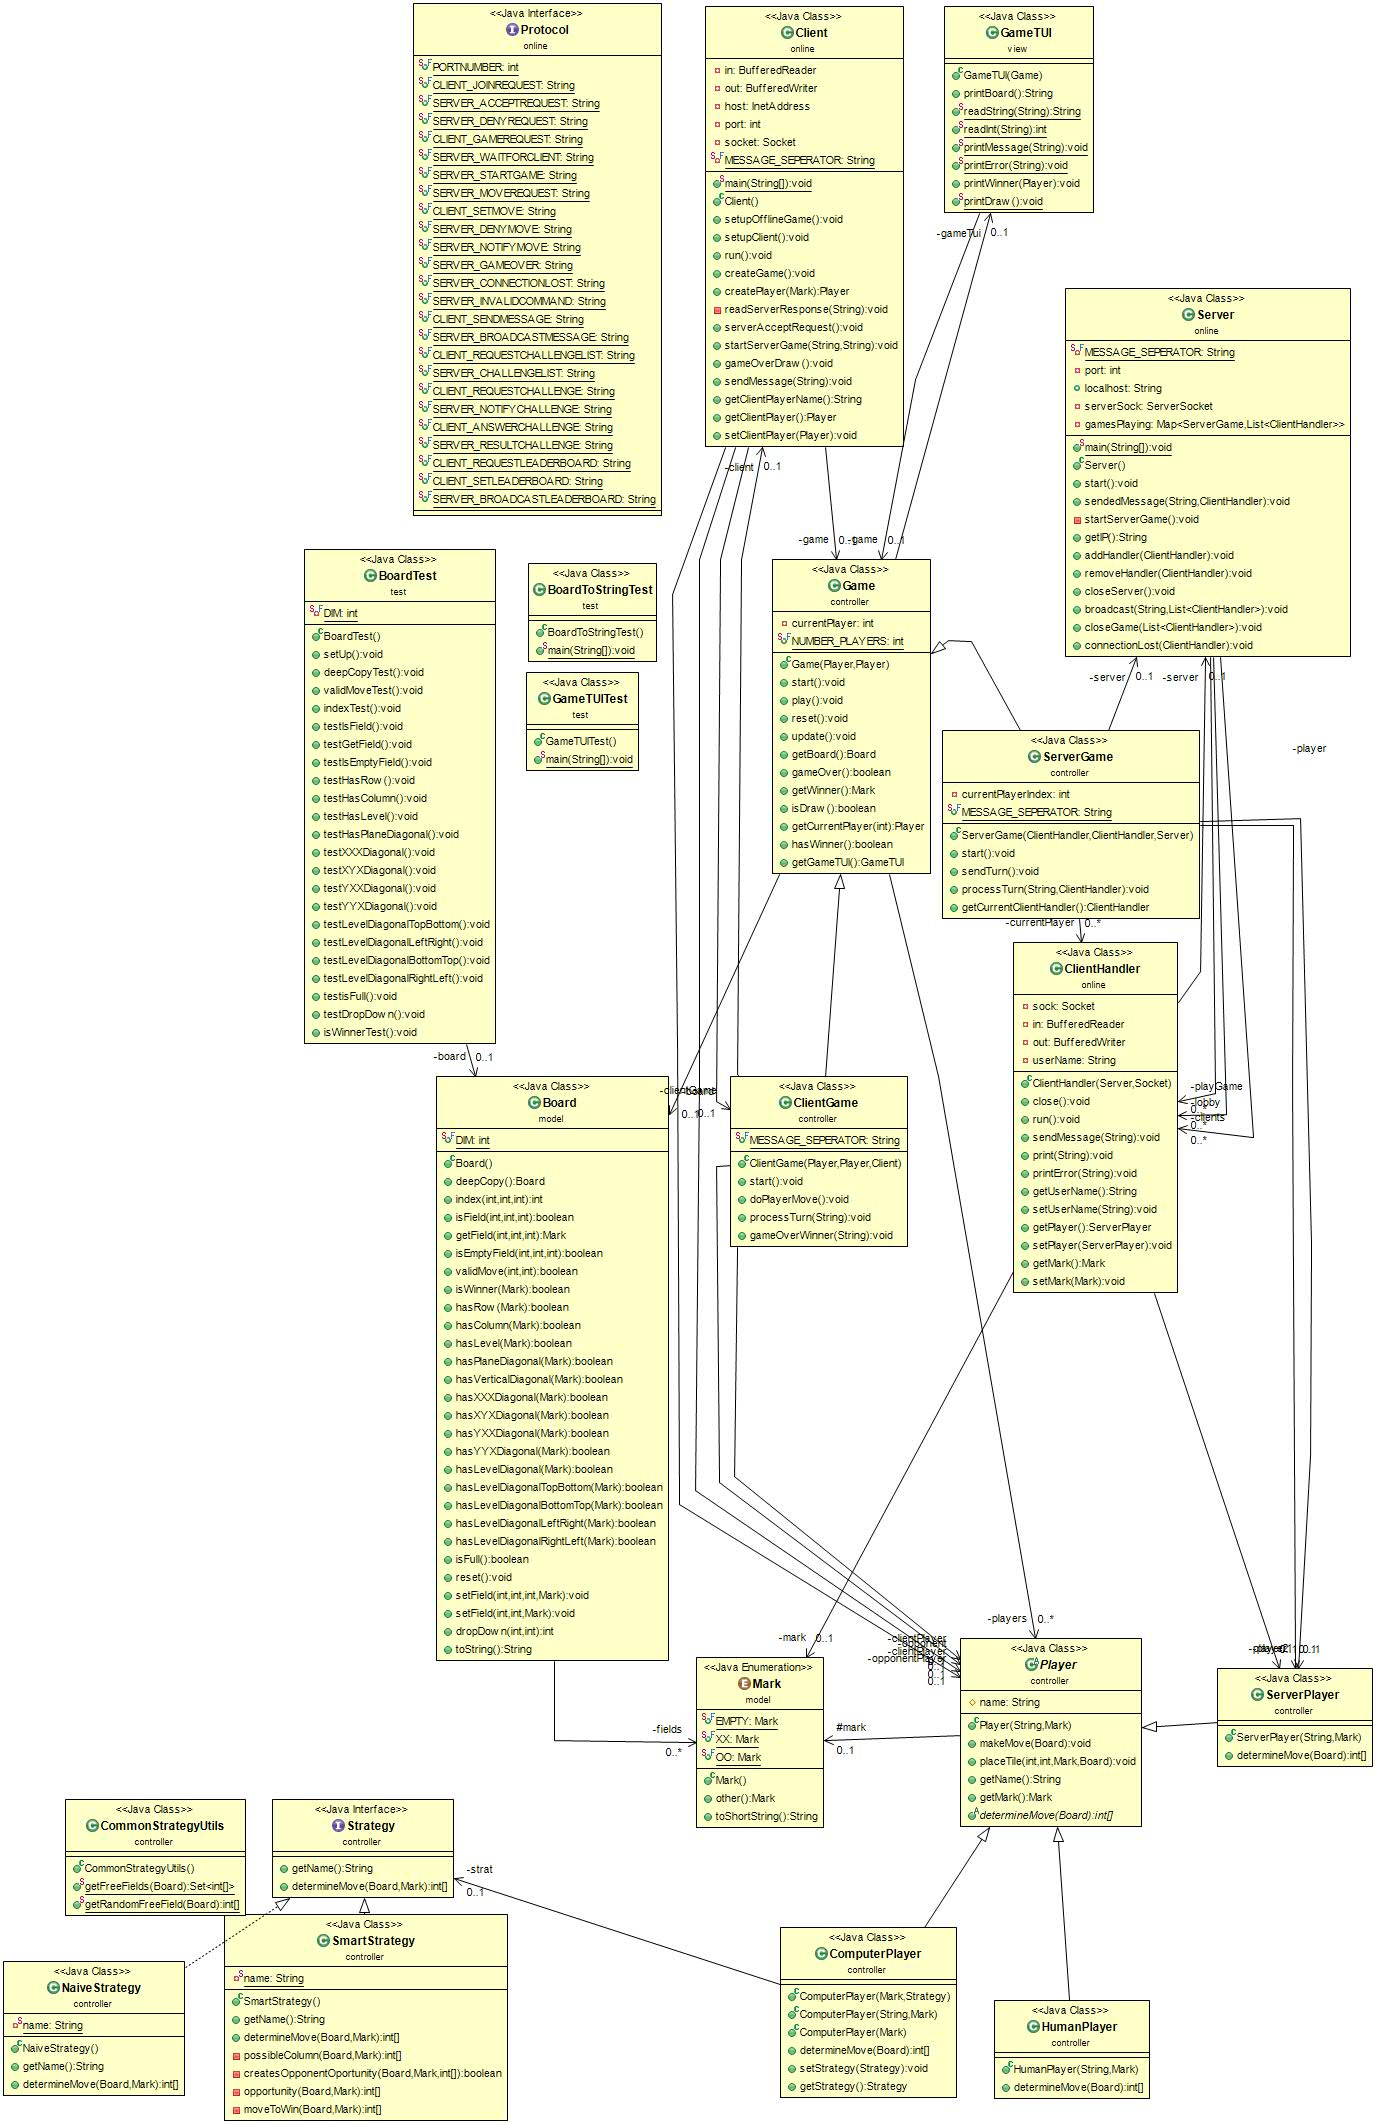 <<Java Interface>>
Protocol
online
PORTNUMBER: int
CLIENT_JOINREQUEST: String
SERVER_ACCEPTREQUEST: String
SERVER_DENYREQUEST: String
CLIENT_GAMEREQUEST: String
SERVER_WAITFORCLIENT: String
SERVER_STARTGAME: String
SERVER_MOVEREQUEST: String
CLIENT_SETMOVE: String
SERVER_DENYMOVE: String
SERVER_NOTIFYMOVE: String
SERVER_GAMEOVER: String
SERVER_CONNECTIONLOST: String
SERVER_INVALIDCOMMAND: String
CLIENT_SENDMESSAGE: String
SERVER_BROADCASTMESSAGE: String
CLIENT_REQUESTCHALLENGELIST: String
SERVER_CHALLENGELIST: String
CLIENT_REQUESTCHALLENGE: String
SERVER_NOTIFYCHALLENGE: String
CLIENT_ANSWERCHALLENGE: String
SERVER_RESULTCHALLENGE: String
CLIENT_REQUESTLEADERBOARD: String
CLIENT_SETLEADERBOARD: String
SERVER_BROADCASTLEADERBOARD: String
<<Java Class>>
Client
online
in: BufferedReader
out: BufferedWriter
host: InetAddress
port: int
socket: Socket
MESSAGE_SEPERATOR: String
main(String[]):void
Client()
setupOfflineGame():void
setupClient():void
run():void
createGame():void
createPlayer(Mark):Player
readServerResponse(String):void
serverAcceptRequest():void
startServerGame(String,String):void
gameOverDraw():void
sendMessage(String):void
getClientPlayerName():String
getClientPlayer():Player
setClientPlayer(Player):void
<<Java Class>>
GameTUI
view
GameTUI(Game)
printBoard():String
readString(String):String
readInt(String):int
printMessage(String):void
printError(String):void
printWinner(Player):void
printDraw():void
-gameTui 0..1
<<Java Class>>
Server
online
MESSAGE_SEPERATOR: String
port: int
localhost: String
serverSock: ServerSocket
gamesPlaying: Map<ServerGame,List<ClientHandler>>
main(String[]):void
Server()
start():void
sendedMessage(String,ClientHandler):void
startServerGame():void
getIP():String
addHandler(ClientHandler):void
removeHandler(ClientHandler):void
closeServer():void
broadcast(String,List<ClientHandler>):void
closeGame(List<ClientHandler>):void
connectionLost(ClientHandler):void
-client 0..1
-game
-game 0..1
-server 0..1
-server 0..1
-player
<<Java Class>>
BoardTest
test
DIM: int
BoardTest()
setUp():void
deepCopyTest():void
validMoveTest():void
indexTest():void
testIsField():void
testGetField():void
testIsEmptyField():void
testHasRow():void
testHasColumn():void
testHasLevel():void
testHasPlaneDiagonal():void
testXXXDiagonal():void
testXYXDiagonal():void
testYXXDiagonal():void
testYYXDiagonal():void
testLevelDiagonalTopBottom():void
testLevelDiagonalLeftRight():void
testLevelDiagonalBottomTop():void
testLevelDiagonalRightLeft():void
testisFull():void
testDropDown():void
isWinnerTest():void
-board 0..1
<<Java Class>>
BoardToStringTest
test
BoardToStringTest()
main(String[]):void
<<Java Class>>
GameTUITest
test
GameTUITest()
main(String[]):void
<<Java Class>>
Game
controller
currentPlayer: int
NUMBER_PLAYERS: int
Game(Player,Player)
start():void
play():void
reset():void
update():void
getBoard():Board
gameOver():boolean
getWinner():Mark
isDraw():boolean
getCurrentPlayer(int):Player
hasWinner():boolean
getGameTUI():GameTUI
<<Java Class>>
ServerGame
controller
currentPlayerIndex: int
MESSAGE_SEPERATOR: String
ServerGame(ClientHandler,ClientHandler,Server)
start():void
sendTurn():void
processTurn(String,ClientHandler):void
getCurrentClientHandler():ClientHandler
-currentPlayer 0..*
<<Java Class>>
ClientHandler
online
sock: Socket
in: BufferedReader
out: BufferedWriter
userName: String
ClientHandler(Server,Socket)
close():void
run():void
sendMessage(String):void
print(String):void
printError(String):void
getUserName():String
setUserName(String):void
getPlayer():ServerPlayer
setPlayer(ServerPlayer):void
getMark():Mark
setMark(Mark):void
-playGame
-lobby
0..*
-clients
0..*
<<Java Class>>
Board
model
DIM: int
Board()
deepCopy():Board
index(int,int,int):int
isField(int,int,int):boolean
getField(int,int,int):Mark
isEmptyField(int,int,int):boolean
validMove(int,int):boolean
isWinner(Mark):boolean
hasRow(Mark):boolean
hasColumn(Mark):boolean
hasLevel(Mark):boolean
hasPlaneDiagonal(Mark):boolean
hasVerticalDiagonal(Mark):boolean
hasXXXDiagonal(Mark):boolean
hasXYXDiagonal(Mark):boolean
hasYXXDiagonal(Mark):boolean
hasYYXDiagonal(Mark):boolean
hasLevelDiagonal(Mark):boolean
hasLevelDiagonalTopBottom(Mark):boolean
hasLevelDiagonalBottomTop(Mark):boolean
hasLevelDiagonalLeftRight(Mark):boolean
hasLevelDiagonalRightLeft(Mark):boolean
isFull():boolean
reset():void
setField(int,int,int,Mark):void
setField(int,int,Mark):void
dropDown(int,int):int
toString():String
-clientGame
<<Java Class>>
ClientGame
controller
MESSAGE_SEPERATOR: String
ClientGame(Player,Player,Client)
start():void
doPlayerMove():void
processTurn(String):void
gameOverWinner(String):void
-players 0..*
-mark 0..1
-clientPlayer
-opponent
-clientPlayer
-opponentPlayer
0..1
0..1
-fields
0..*
<<Java Enumeration>>
Mark
model
EMPTY: Mark
XX: Mark
OO: Mark
Mark()
other():Mark
toShortString():String
#mark
0..1
<<Java Class>>
Player
controller
name: String
Player(String,Mark)
makeMove(Board):void
placeTile(int,int,Mark,Board):void
getName():String
getMark():Mark
determineMove(Board):int[]
<<Java Class>>
ServerPlayer
controller
ServerPlayer(String,Mark)
determineMove(Board):int[]
<<Java Class>>
CommonStrategyUtils
controller
CommonStrategyUtils()
getFreeFields(Board):Set<int[]>
getRandomFreeField(Board):int[]
<<Java Interface>>
Strategy
controller
getName():String
determineMove(Board,Mark):int[]
-strat
0..1
<<Java Class>>
SmartStrategy
controller
name: String
SmartStrategy()
getName():String
determineMove(Board,Mark):int[]
possibleColumn(Board,Mark):int[]
createsOpponentOportunity(Board,Mark,int[]):boolean
opportunity(Board,Mark):int[]
moveToWin(Board,Mark):int[]
<<Java Class>>
NaiveStrategy
controller
name: String
NaiveStrategy()
getName():String
determineMove(Board,Mark):int[]
<<Java Class>>
ComputerPlayer
controller
ComputerPlayer(Mark,Strategy)
ComputerPlayer(String,Mark)
ComputerPlayer(Mark)
determineMove(Board):int[]
setStrategy(Strategy):void
getStrategy():Strategy
<<Java Class>>
HumanPlayer
controller
HumanPlayer(String,Mark)
determineMove(Board):int[]